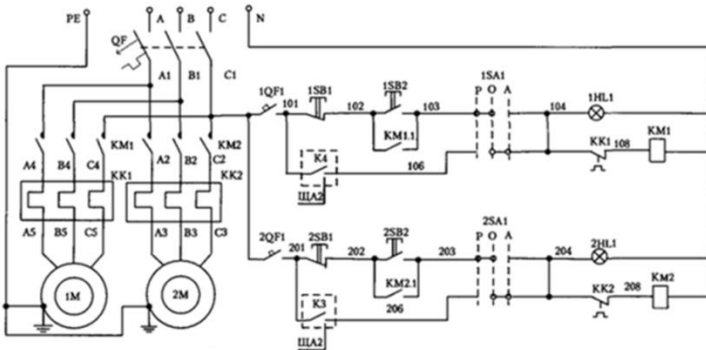 PE A B C N
QF
A1 B1 C1
1QF1 101 1SB1 102 1SB2 103 1SA1 104 1HL1
P O A
KM1 KM2
KM1.1
KK1 108 KM1
A4 B4 C4 A2 B2 C2
K4 106
KK1 KK2
ЩА2
A5 B5 C5 A3 B3 C3
2QF1 201 2SB1 202 2SB2 203 2SA1 204 2HL1
P O A
KM2.1
KK2 208 KM2
1M 2M
K3 206
ЩА2